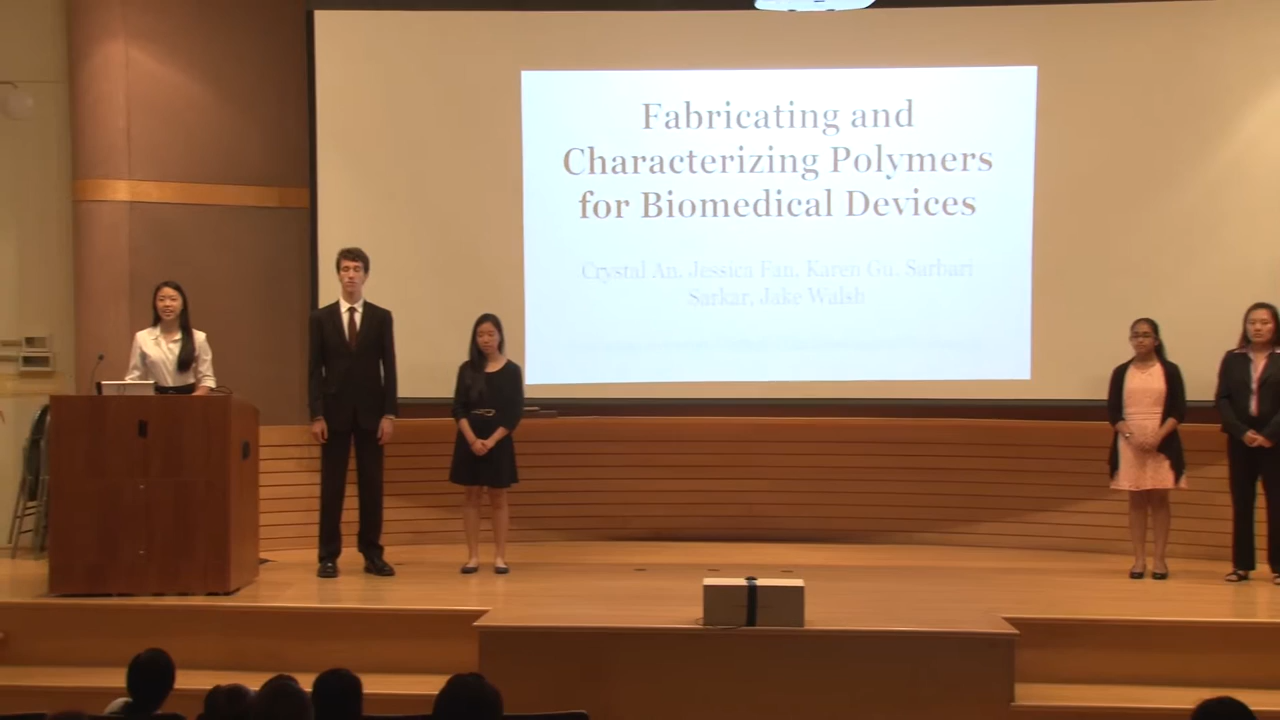 Fabricating and
Characterizing Polymers
for Biomedical Devices
Crystal An, Jessica Fan, Karen Gu, Sarbari
Sarkar, Jake Walsh